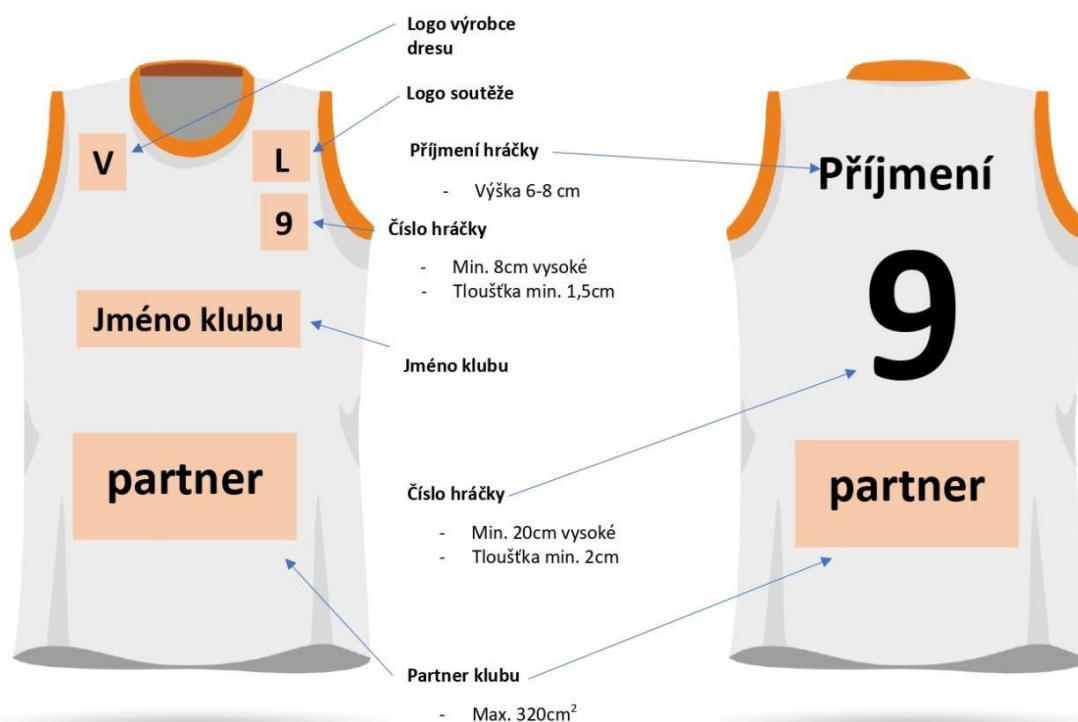 Logo výrobce
dresu
Logo soutěže
V
L
Příjmení hráčky
- Výška 6-8 cm
Příjmení
9
Číslo hráčky
- Min. 8cm vysoké
- Tloušťka min. 1,5cm
9
Jméno klubu
Jméno klubu
partner
partner
Číslo hráčky
- Min. 20cm vysoké
- Tloušťka min. 2cm
Partner klubu
- Max. 320cm²